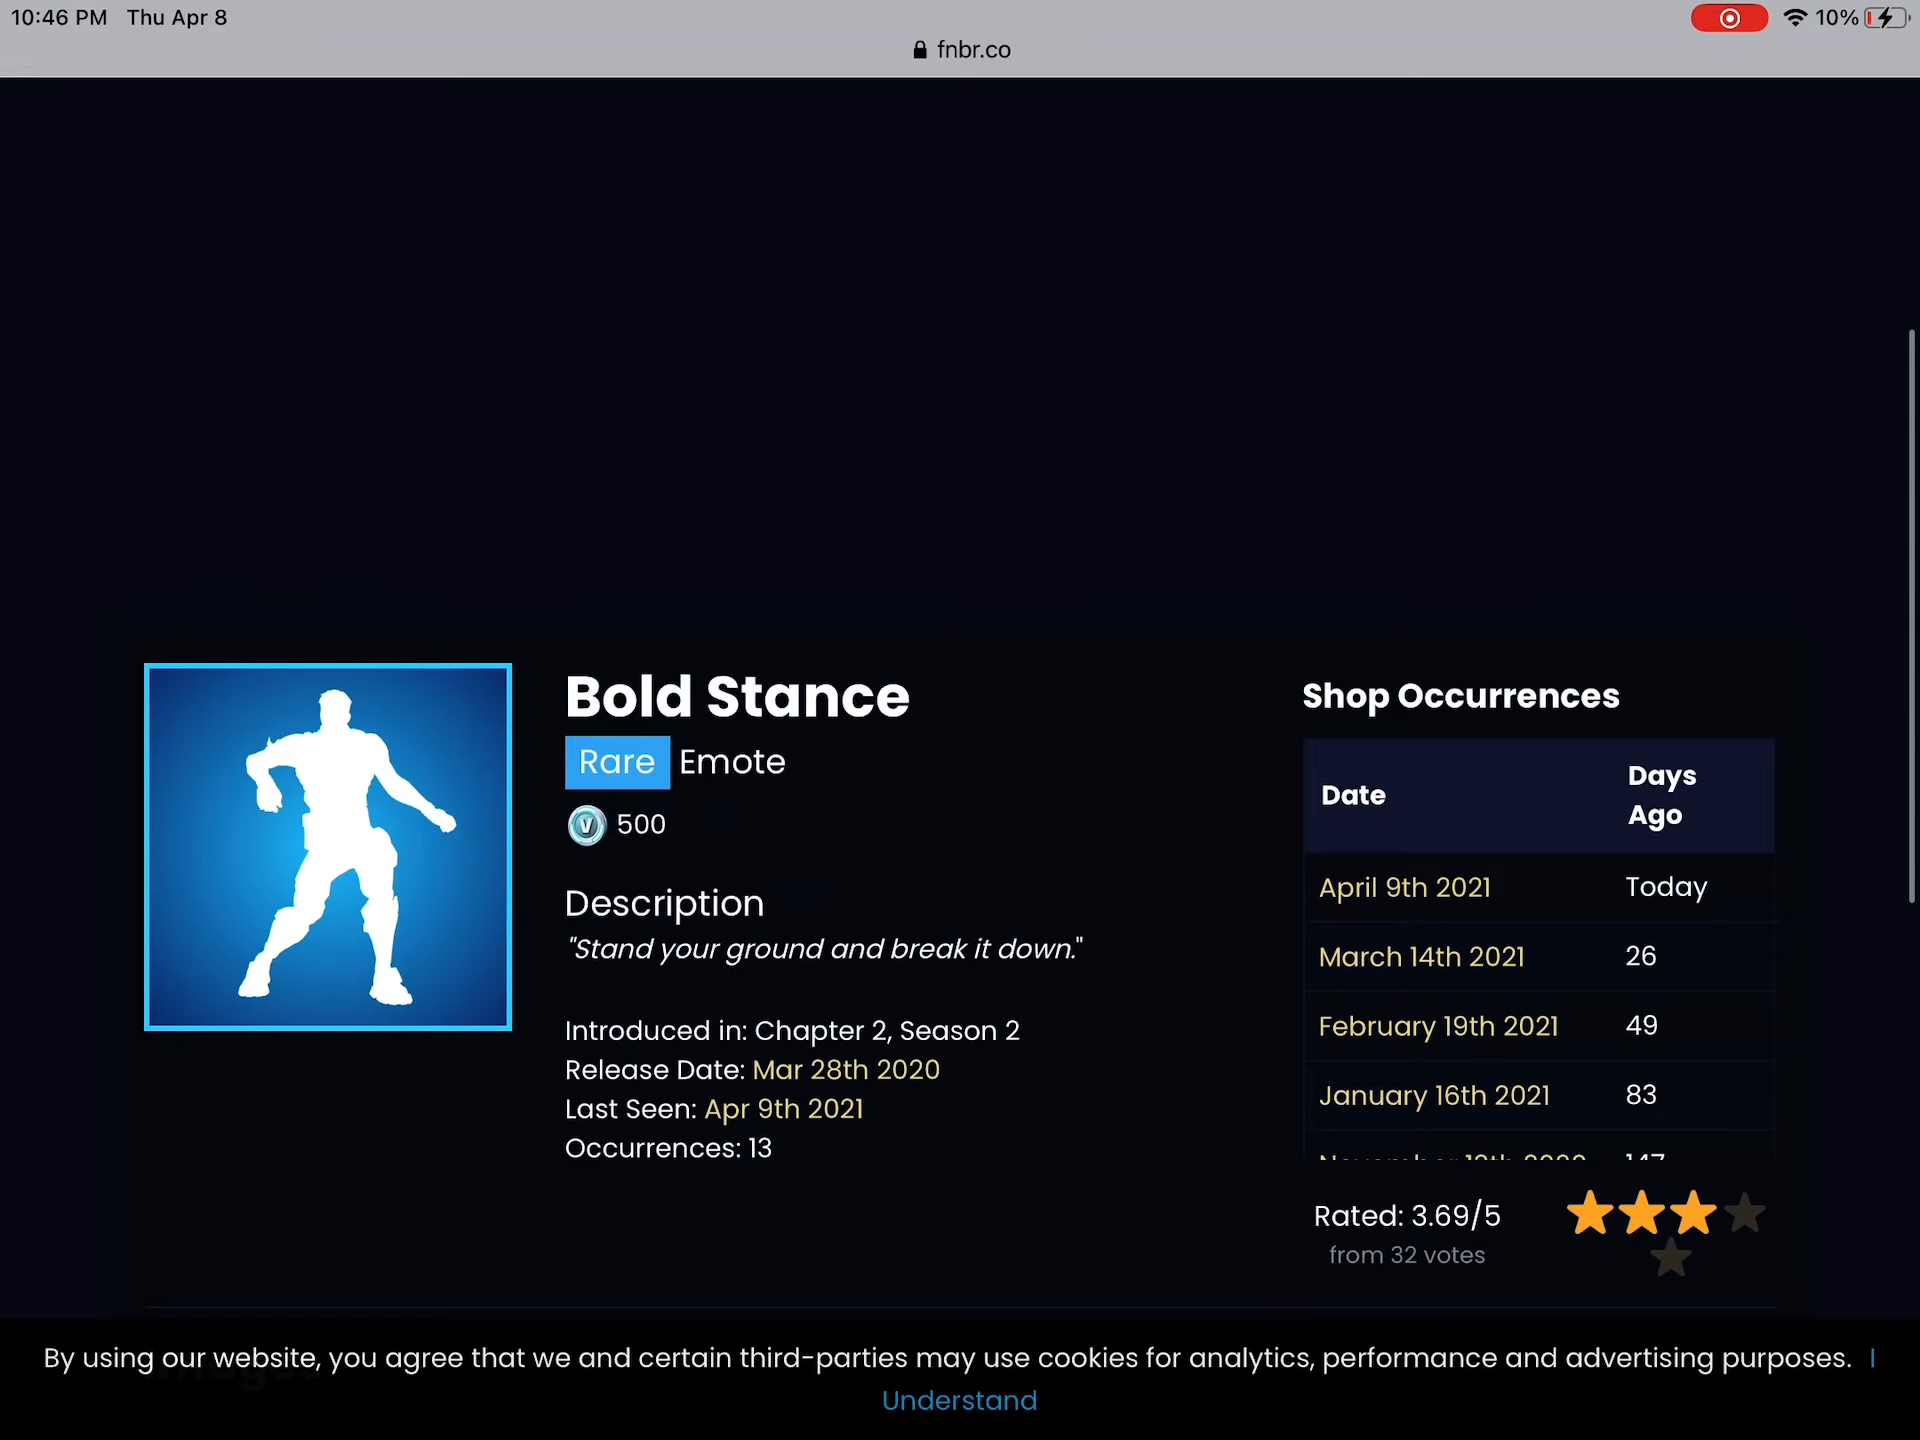 10:46 PM Thu Apr 8
10%
fnbr.co
Bold Stance
Rare Emote
500
Description
"Stand your ground and break it down."
Introduced in: Chapter 2, Season 2
Release Date: Mar 28th 2020
Last Seen: Apr 9th 2021
Occurrences: 13
Shop Occurrences
Date Days Ago
April 9th 2021 Today
March 14th 2021 26
February 19th 2021 49
January 16th 2021 83
Rated: 3.69/5
from 32 votes
By using our website, you agree that we and certain third-parties may use cookies for analytics, performance and advertising purposes. I
Understand